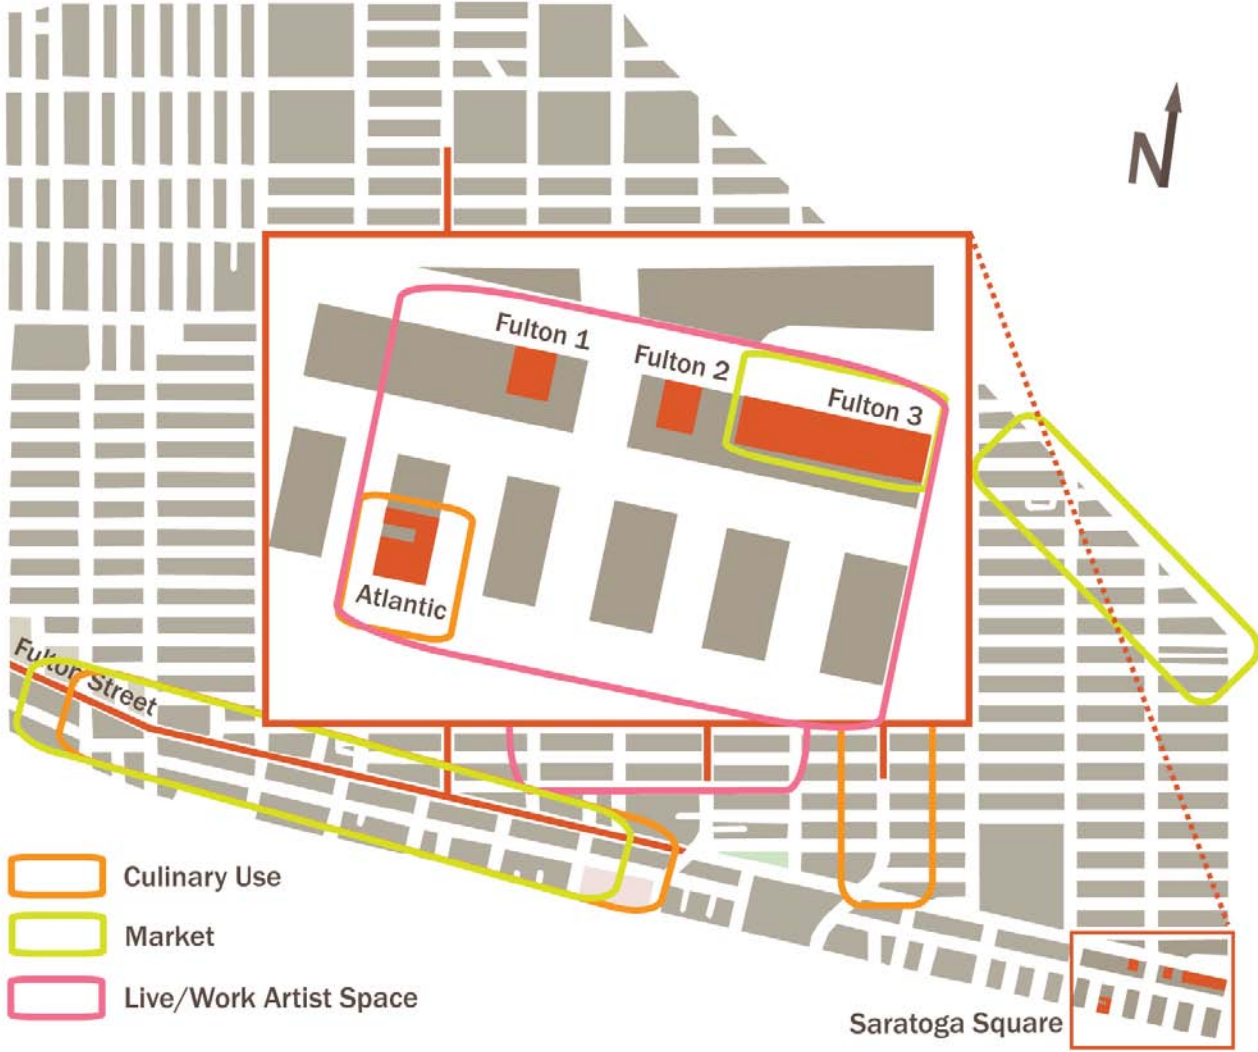 N
Fulton 1
Fulton 2
Fulton 3
Atlantic
Fulton Street
Culinary Use
Market
Live/Work Artist Space
Saratoga Square